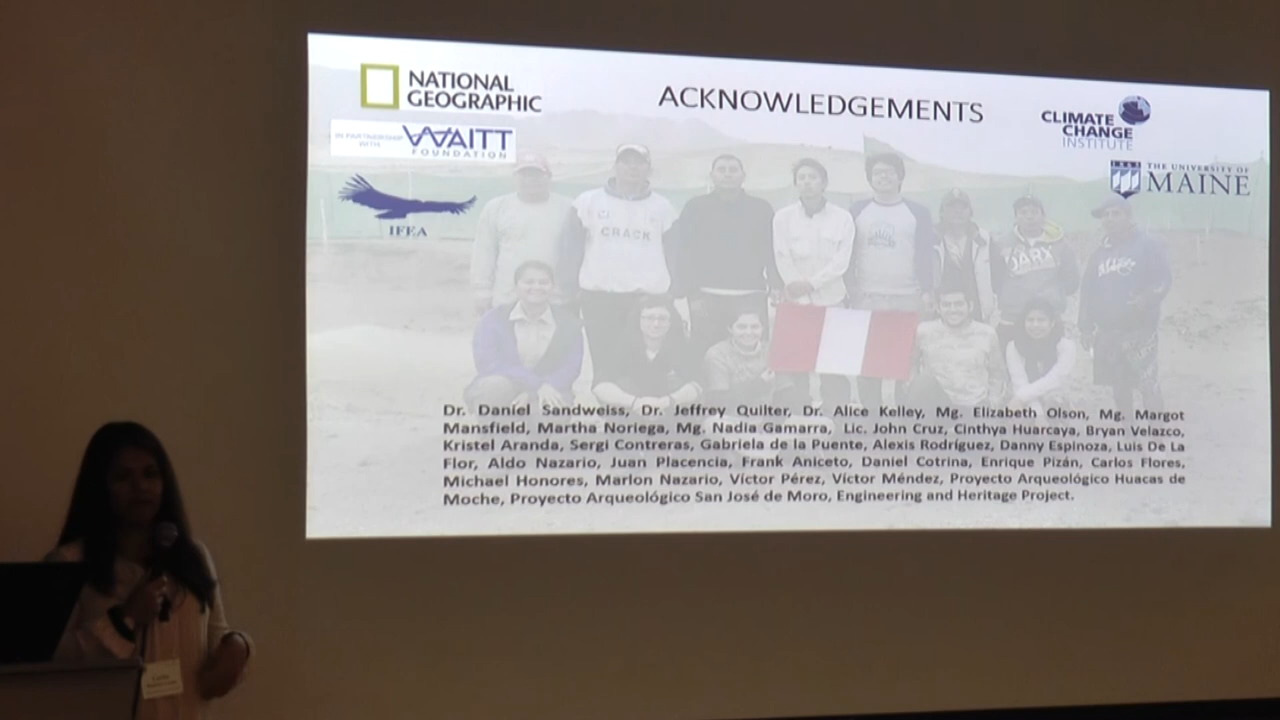 NATIONAL
GEOGRAPHIC
ACKNOWLEDGEMENTS
CLIMATE
CHANGE
INSTITUTE
IN PARTNERSHIP
WITH
WAITT
FOUNDATION
THE UNIVERSITY OF
MAINE
IFEA
CRACK
Dr. Daniel Sandweiss, Dr. Jeffrey Quilter, Dr. Alice Kelley, Mg. Elizabeth Olson, Mg. Margot
Mansfield, Martha Noriega, Mg. Nadia Gamarra, Lic. John Cruz, Cinthya Huarcaya, Bryan Velazco,
Kristel Aranda, Sergi Contreras, Gabriela de la Puente, Alexis Rodríguez, Danny Espinoza, Luis De La
Flor, Aldo Nazario, Juan Placencia, Frank Aniceto, Daniel Cotrina, Enrique Pizán, Carlos Flores,
Michael Honores, Marlon Nazario, Víctor Pérez, Víctor Méndez, Proyecto Arqueológico Huacas de
Moche, Proyecto Arqueológico San José de Moro, Engineering and Heritage Project.